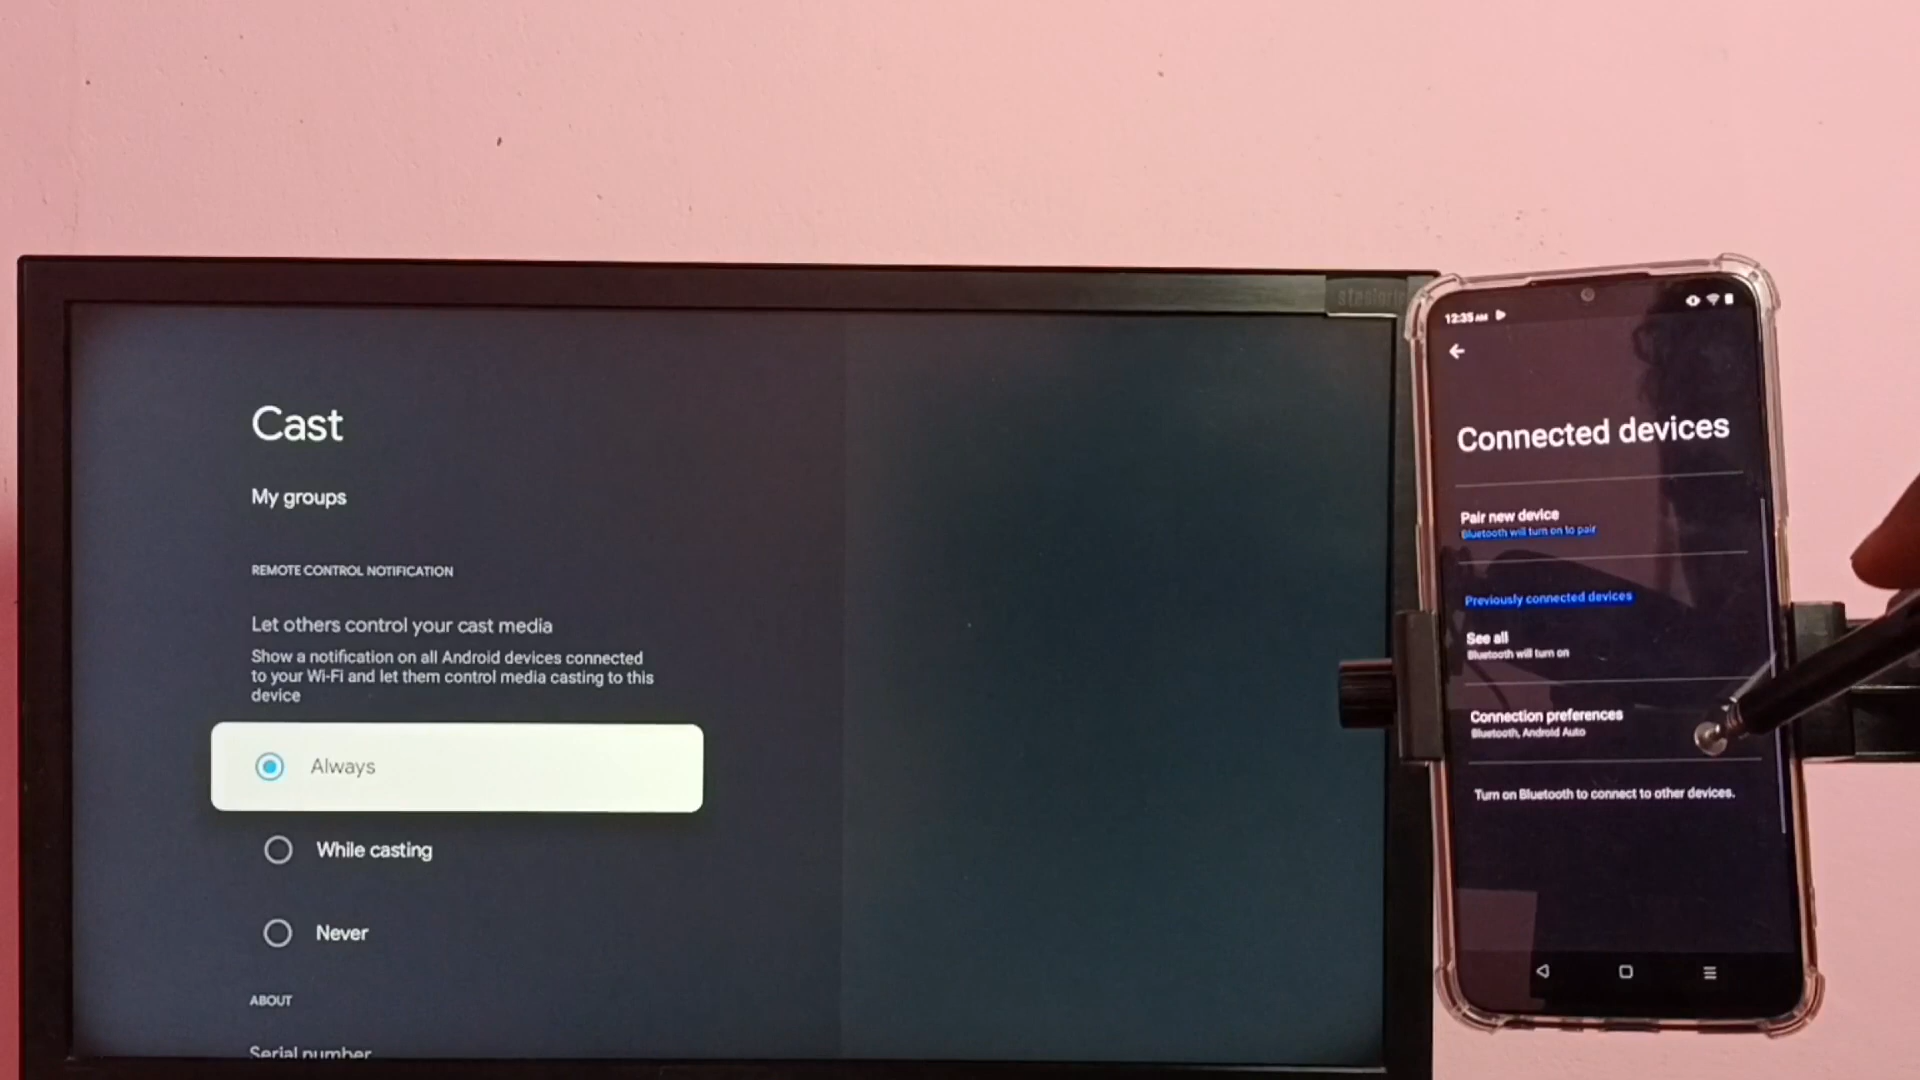 Cast
My groups
REMOTE CONTROL NOTIFICATION
Let others control your cast media
Show a notification on all Android devices connected
to your Wi-Fi and let them control media casting to this
device
Always
While casting
Never
ABOUT
Serial number
12:35 AM
Connected devices
Pair new device
Bluetooth will turn on to pair
Previously connected devices
See all
Bluetooth will turn on
Connection preferences
Bluetooth, Android Auto
Turn on Bluetooth to connect to other devices.